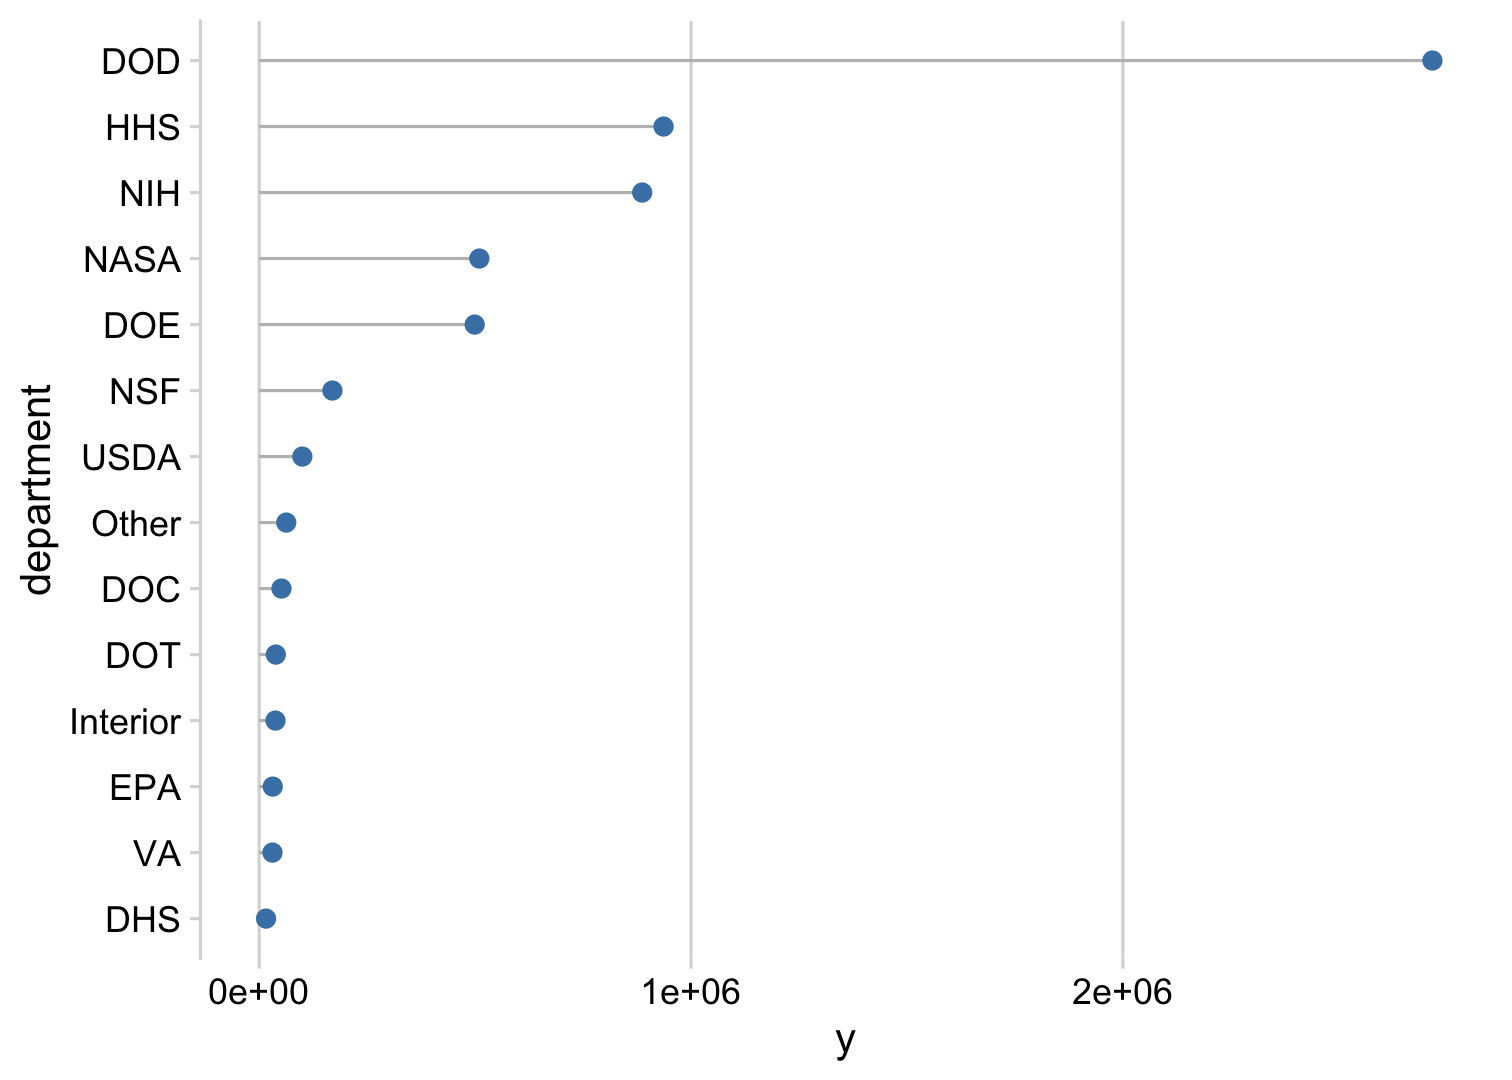 DOD
HHS
NIH
NASA
DOE
NSF
USDA
Other
DOC
DOT
Interior
EPA
VA
DHS
department
0e+00 1e+06 2e+06
y